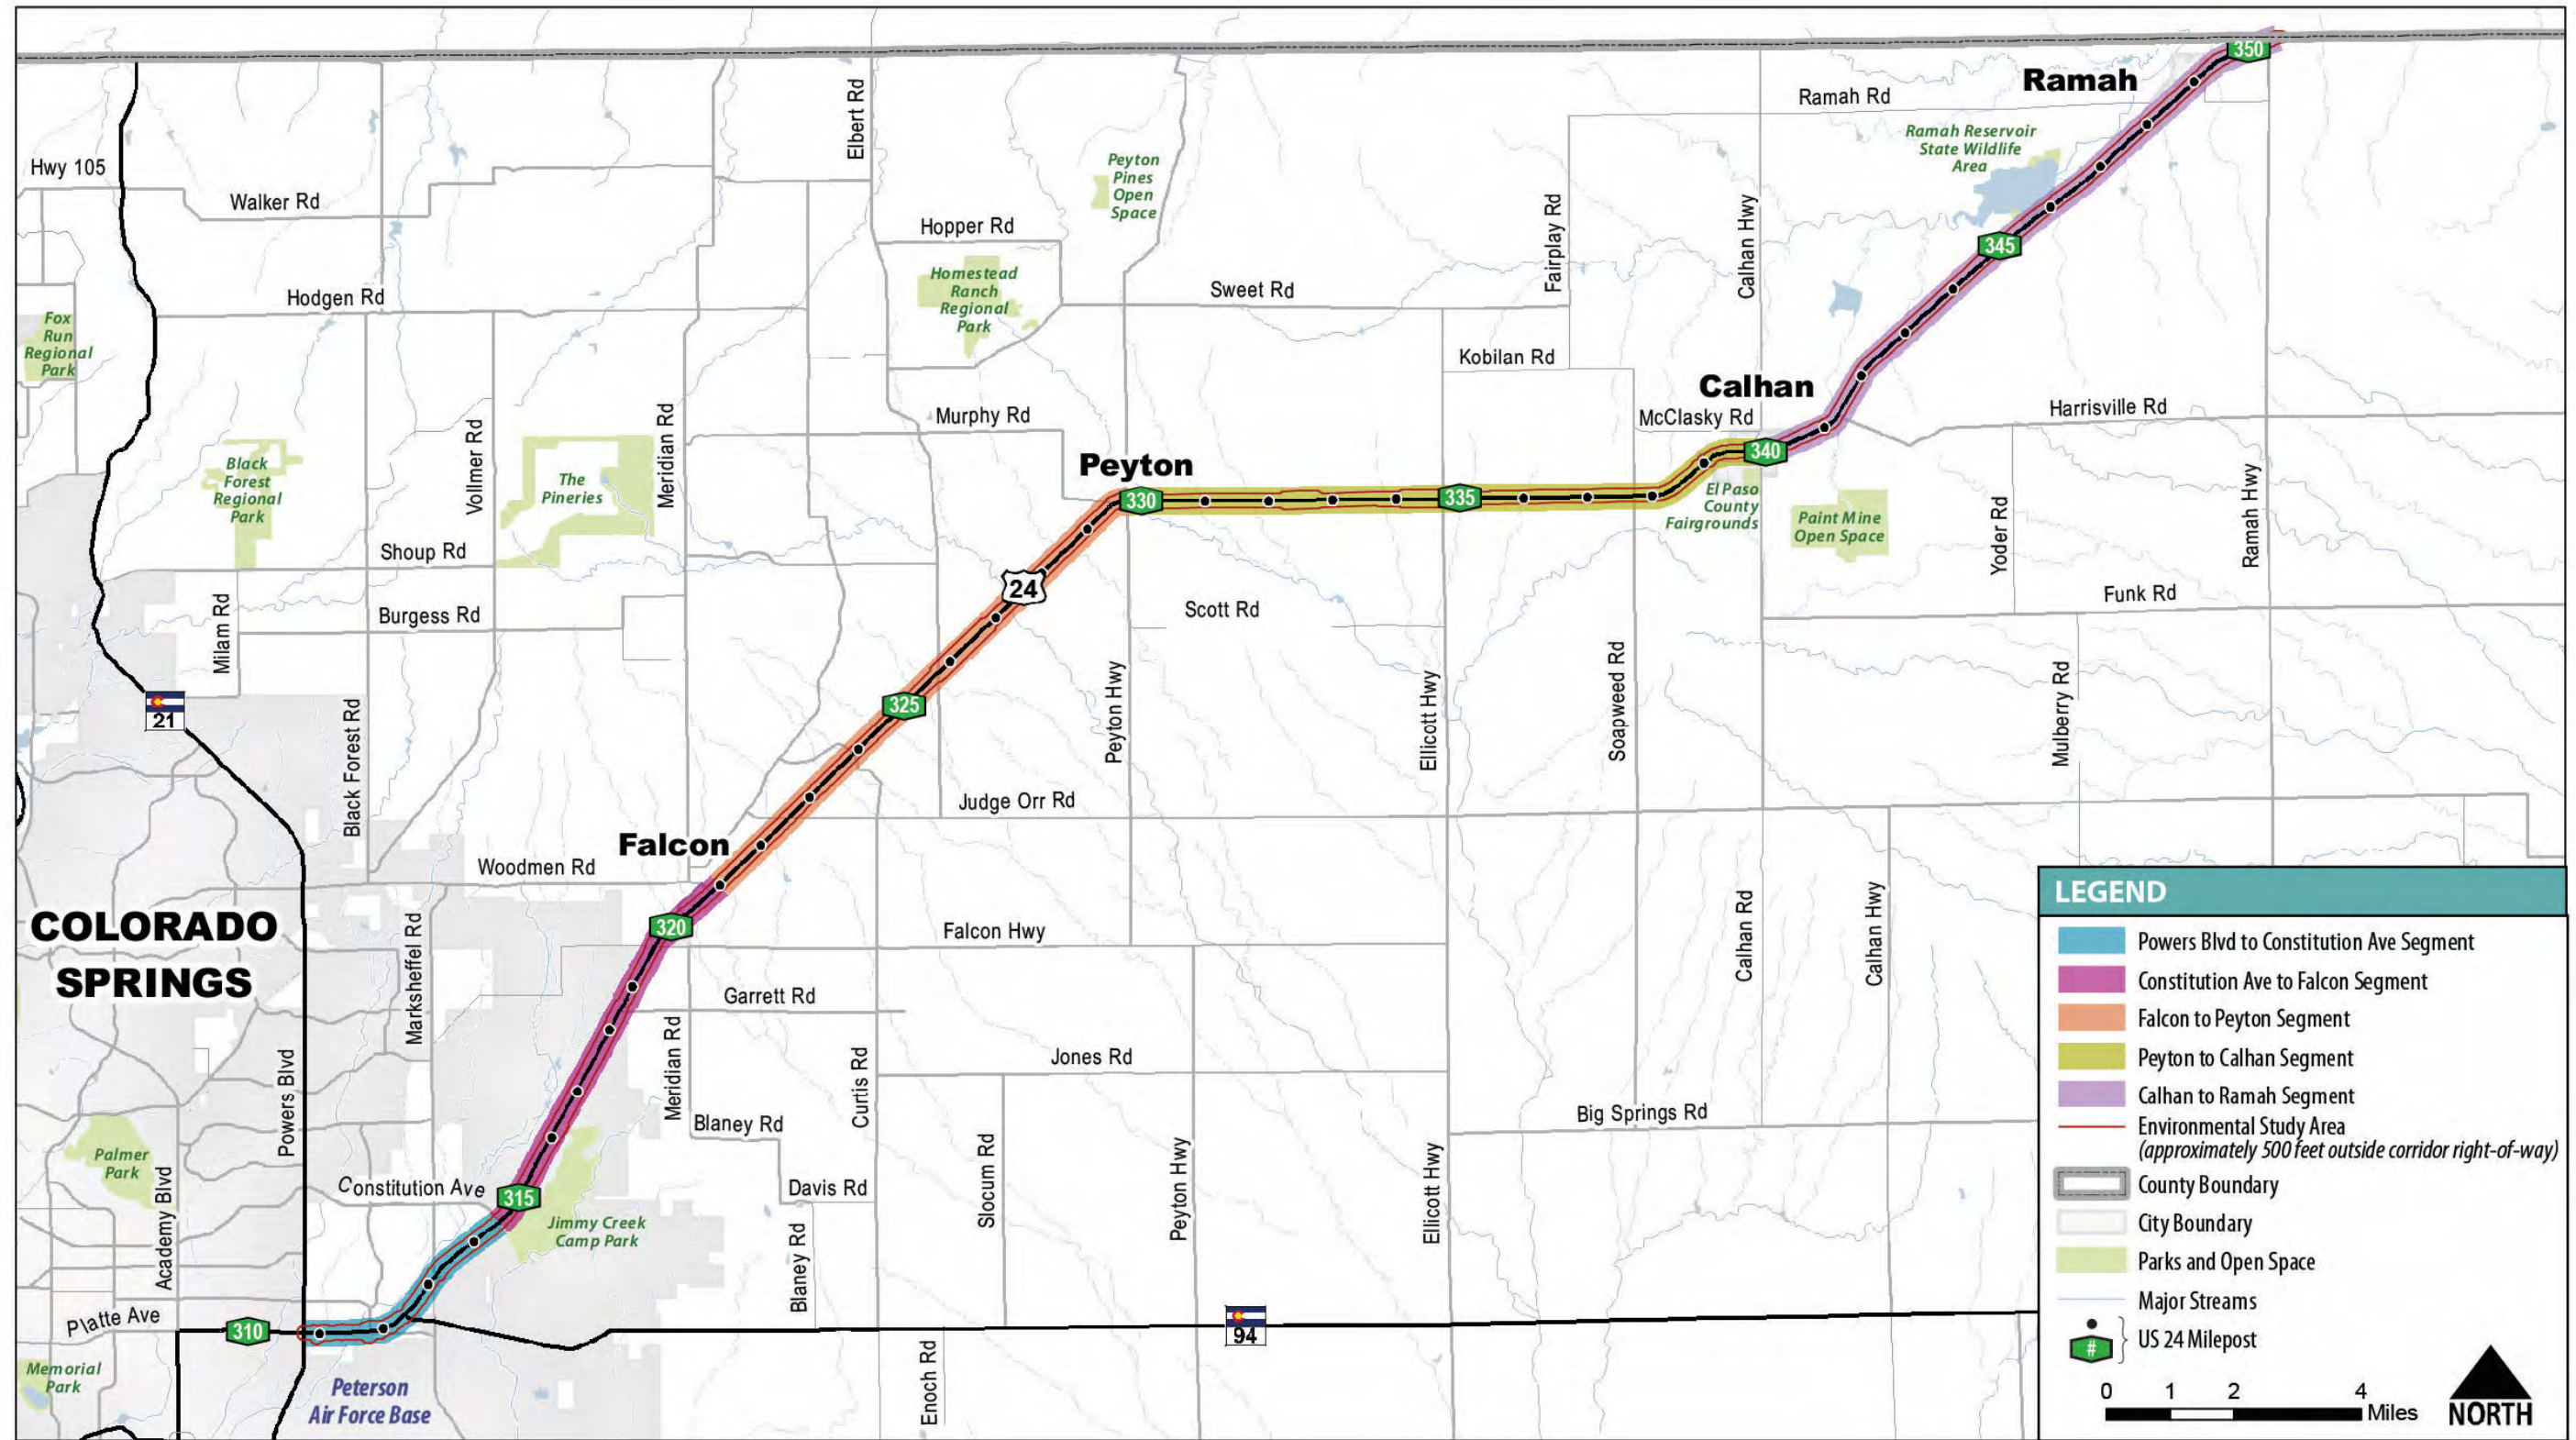 350
Ramah
Ramah Rd
Elbert Rd
Hwy 105
Walker Rd
Peyton
Pines
Open
Space
Ramah Reservoir
State Wildlife
Area
Hopper Rd
Fairplay Rd
Calhan Hwy
345
Homestead
Ranch
Regional
Park
Hodgen Rd
Sweet Rd
Fox
Run
Regional
Park
Kobilan Rd
Calhan
McClasky Rd
Harrisville Rd
Murphy Rd
Meridian Rd
Vollmer Rd
Black
Forest
Regional
Park
The
Pineries
Peyton
330
335
340
El Paso
County
Fairgrounds
Paint Mine
Open Space
Yoder Rd
Ramah Hwy
Shoup Rd
24
Milam Rd
Burgess Rd
Scott Rd
Funk Rd
21
Black Forest Rd
325
Peyton Hwy
Ellicott Hwy
Soapweed Rd
Mulberry Rd
Judge Orr Rd
Falcon
Woodmen Rd
COLORADO
SPRINGS
Marksheffel Rd
320
Falcon Hwy
Calhan Rd
Calhan Hwy
Garrett Rd
Powers Blvd
Meridian Rd
Curtis Rd
Jones Rd
Blaney Rd
Big Springs Rd
Palmer
Park
Academy Blvd
Constitution Ave
315
Davis Rd
Slocum Rd
Peyton Hwy
Ellicott Hwy
Jimmy Creek
Camp Park
Blaney Rd
Platte Ave
310
94
Memorial
Park
Peterson
Air Force Base
Enoch Rd
LEGEND
Powers Blvd to Constitution Ave Segment
Constitution Ave to Falcon Segment
Falcon to Peyton Segment
Peyton to Calhan Segment
Calhan to Ramah Segment
Environmental Study Area
(approximately 500 feet outside corridor right-of-way)
County Boundary
City Boundary
Parks and Open Space
Major Streams
# US 24 Milepost
0 1 2 4
Miles
NORTH